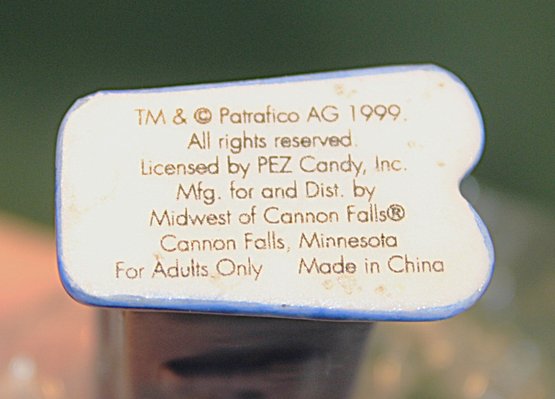 TM & © Patrafico AG 1999.
All rights reserved.
Licensed by PEZ Candy, Inc.
Mfg. for and Dist. by
Midwest of Cannon Falls®
Cannon Falls, Minnesota
For Adults Only Made in China